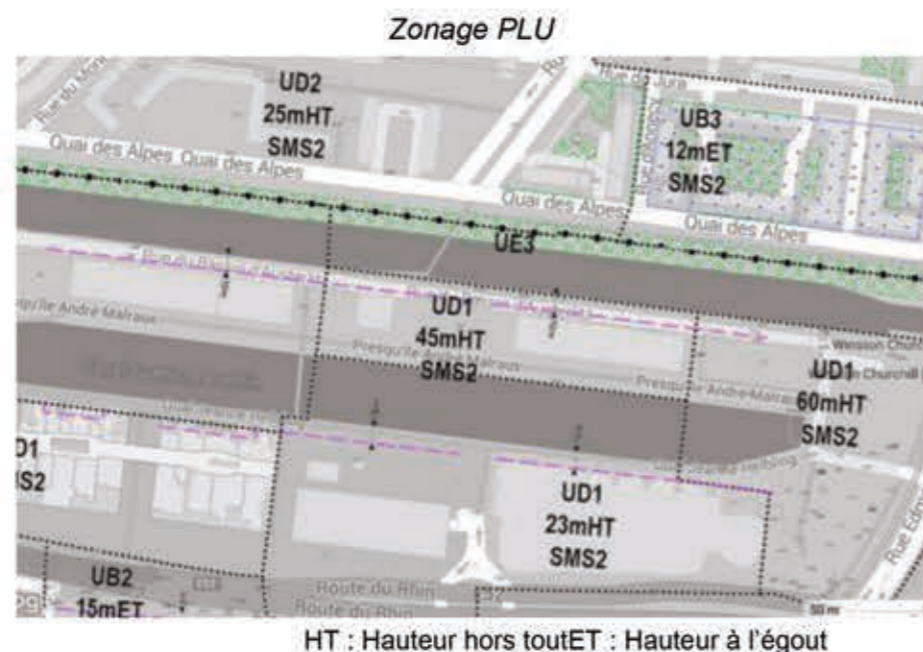 Zonage PLU
UD2
25mHT
SMS2
Rue du Jura
UB3
12mET
SMS2
Quai des Alpes Quai des Alpes
Quai des Alpes
Quai des Alpes
UE3
UD1
45mHT
SMS2
Presqu'île André Malraux
Presqu'île André Malraux
Presqu'île André-Malraux
UD1
60mHT
SMS2
UD1
23mHT
SMS2
UB2
15mET
Route du Rhin
Route du Rhin
50 m
HT : Hauteur hors toutET : Hauteur à l'égout